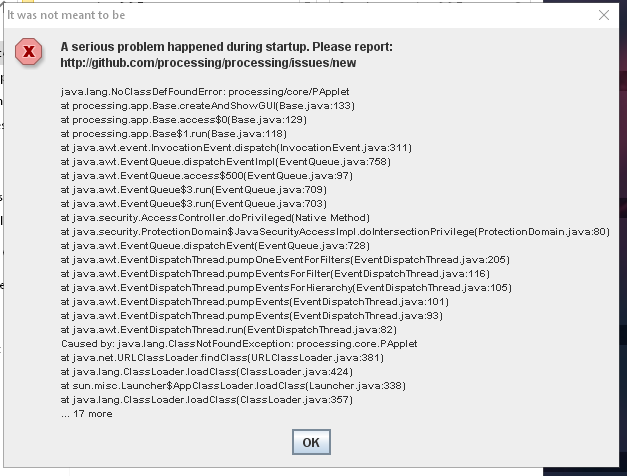 It was not meant to be
X
A serious problem happened during startup. Please report:
http://github.com/processing/processing/issues/new
java.lang.NoClassDefFoundError: processing/core/PApplet
at processing.app.Base.createAndShowGUI(Base.java:133)
at processing.app.Base.access$0(Base.java:129)
at processing.app.Base$1.run(Base.java:118)
at java.awt.event.InvocationEvent.dispatch(InvocationEvent.java:311)
at java.awt.EventQueue.dispatchEventImpl(EventQueue.java:758)
at java.awt.EventQueue.access$500(EventQueue.java:97)
at java.awt.EventQueue$3.run(EventQueue.java:709)
at java.awt.EventQueue$3.run(EventQueue.java:703)
at java.security.AccessController.doPrivileged(Native Method)
at java.security.ProtectionDomain$JavaSecurityAccessImpl.doIntersectionPrivilege(ProtectionDomain.java:80)
at java.awt.EventQueue.dispatchEvent(EventQueue.java:728)
at java.awt.EventDispatchThread.pumpOneEventForFilters(EventDispatchThread.java:205)
at java.awt.EventDispatchThread.pumpEventsForFilter(EventDispatchThread.java:116)
at java.awt.EventDispatchThread.pumpEventsForHierarchy(EventDispatchThread.java:105)
at java.awt.EventDispatchThread.pumpEvents(EventDispatchThread.java:101)
at java.awt.EventDispatchThread.pumpEvents(EventDispatchThread.java:93)
at java.awt.EventDispatchThread.run(EventDispatchThread.java:82)
Caused by: java.lang.ClassNotFoundException: processing.core.PApplet
at java.net.URLClassLoader.findClass(URLClassLoader.java:381)
at java.lang.ClassLoader.loadClass(ClassLoader.java:424)
at sun.misc.Launcher$AppClassLoader.loadClass(Launcher.java:338)
at java.lang.ClassLoader.loadClass(ClassLoader.java:357)
... 17 more
OK